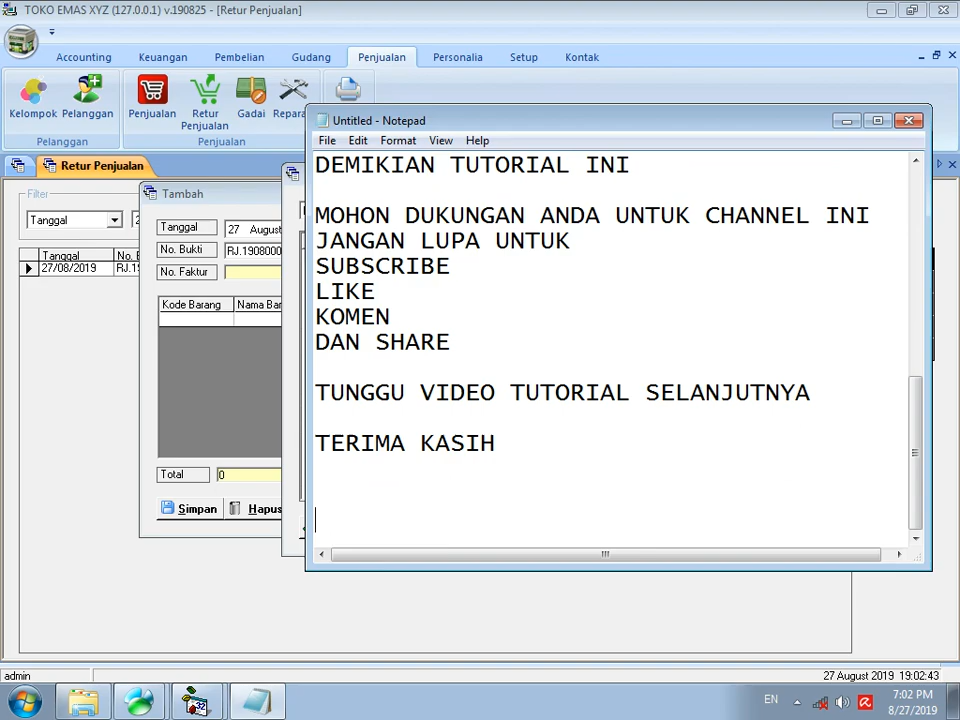 TOKO EMAS XYZ (127.0.0.1) v.190825 - [Retur Penjualan]
Accounting Keuangan Pembelian Gudang Penjualan Personalia Setup Kontak
Kelompok Pelanggan Penjualan Retur Penjualan Gadai
Pelanggan Penjualan
Retur Penjualan
Filter
Tanggal
Tanggal
27/08/2019
Tambah
Tanggal 27
No. Bukti RJ.1908000
No. Faktur
Kode Barang
Total 0
Simpan
Untitled - Notepad
File Edit Format View Help
DEMIKIAN TUTORIAL INI
MOHON DUKUNGAN ANDA UNTUK CHANNEL INI
JANGAN LUPA UNTUK
SUBSCRIBE
LIKE
KOMEN
DAN SHARE
TUNGGU VIDEO TUTORIAL SELANJUTNYA
TERIMA KASIH
admin
27 August 2019 19:02:43
EN
7:02 PM
8/27/2019